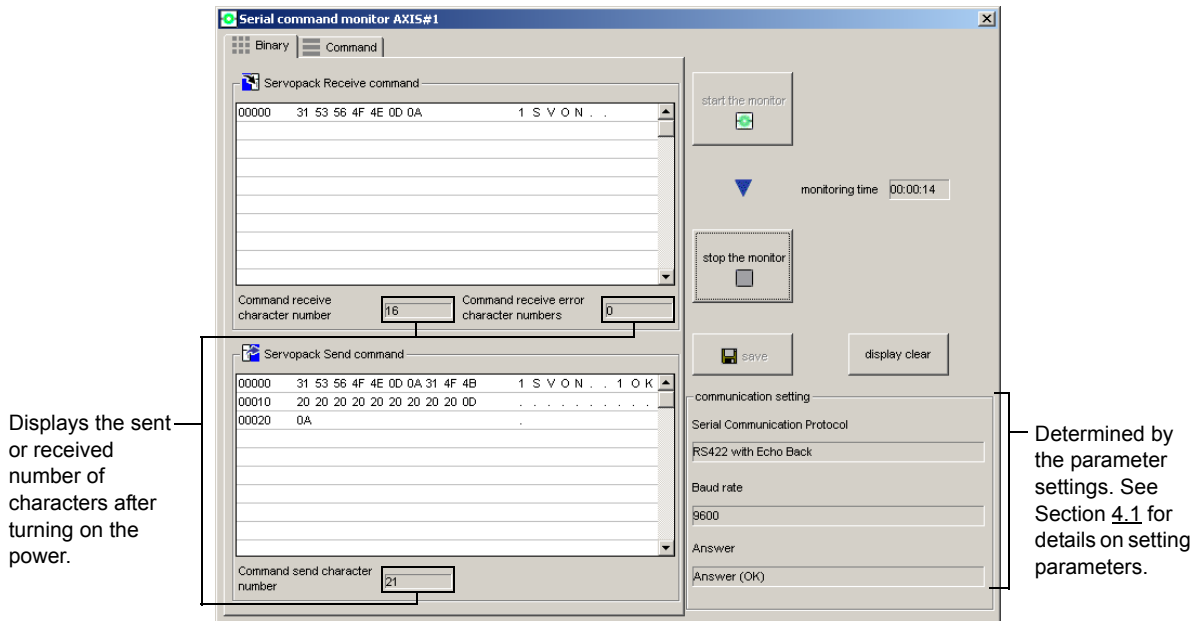 Serial command monitor AXIS#1
Binary
Command
Servopack Receive command
00000 31 53 56 4F 4E 0D 0A 1 S V O N . .
Command receive
character number
16
Command receive error
character numbers
0
Servopack Send command
00000 31 53 56 4F 4E 0D 0A 31 4F 4B 1 S V O N . . 1 O K
00010 20 20 20 20 20 20 20 20 20 0D . . . . . . . . . .
00020 0A .
Command send character
number
21
start the monitor
monitoring time 00:00:14
stop the monitor
save
display clear
communication setting
Serial Communication Protocol
RS422 with Echo Back
Baud rate
9600
Answer
Answer (OK)
Displays the sent
or received
number of
characters after
turning on the
power.
Determined by
the parameter
settings. See
Section 4.1 for
details on setting
parameters.